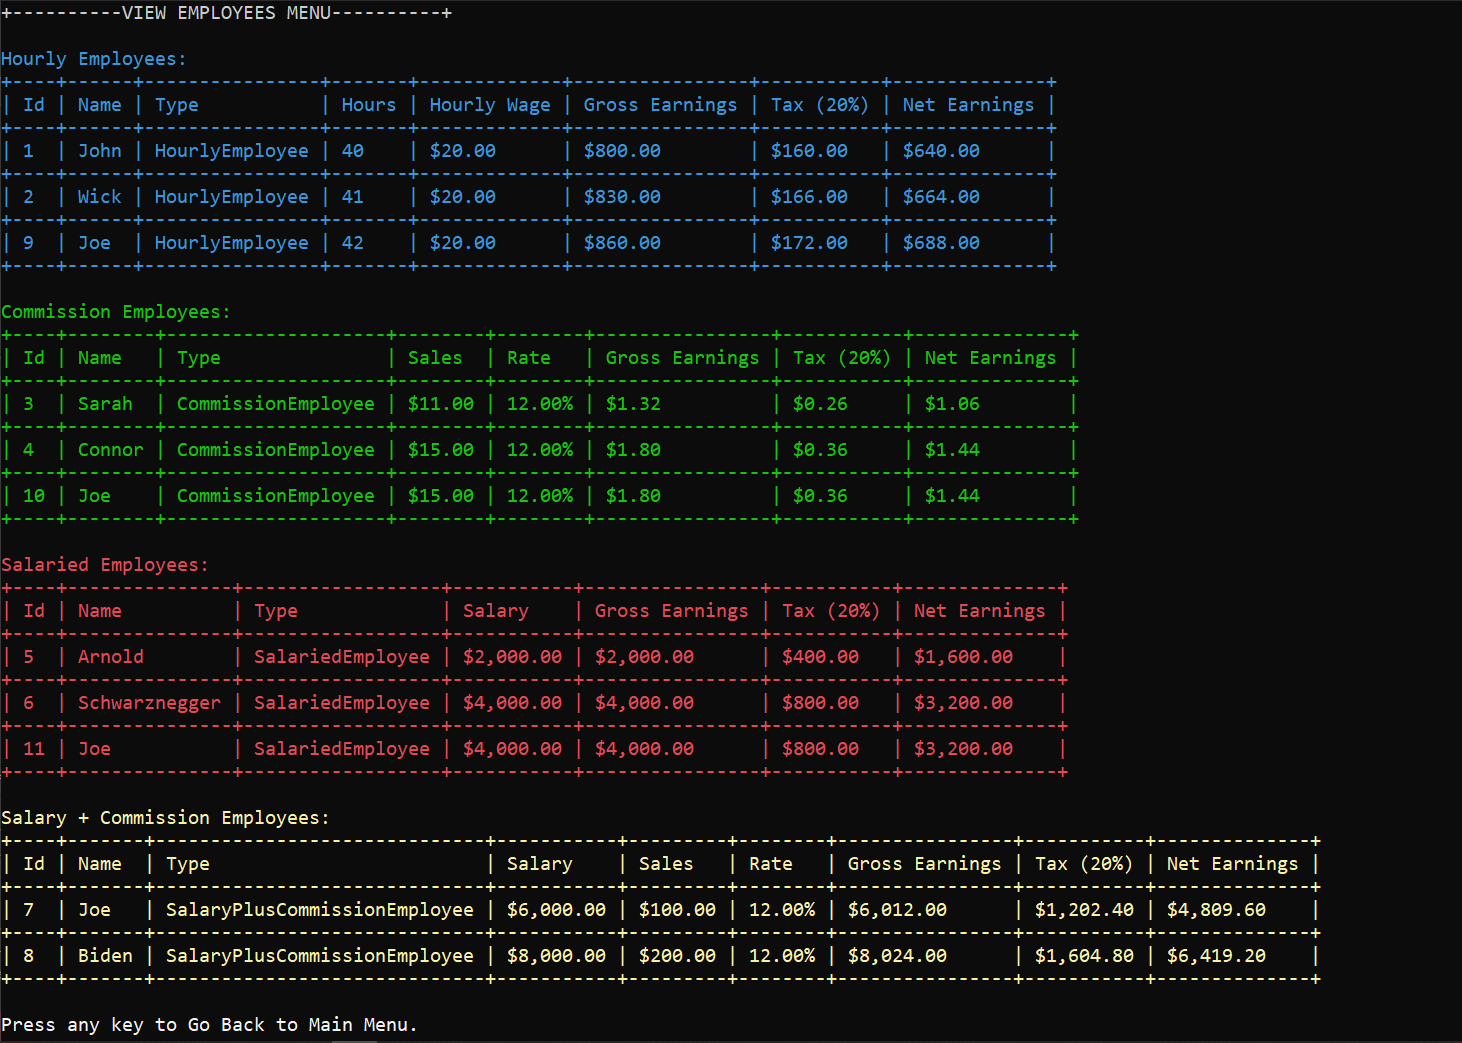 +----------VIEW EMPLOYEES MENU----------+
Hourly Employees:
+----+------+----------------+-------+-------------+----------------+-----------+--------------+
| Id | Name | Type           | Hours | Hourly Wage | Gross Earnings | Tax (20%) | Net Earnings |
+----+------+----------------+-------+-------------+----------------+-----------+--------------+
| 1  | John | HourlyEmployee | 40    | $20.00      | $800.00        | $160.00   | $640.00      |
+----+------+----------------+-------+-------------+----------------+-----------+--------------+
| 2  | Wick | HourlyEmployee | 41    | $20.00      | $830.00        | $166.00   | $664.00      |
+----+------+----------------+-------+-------------+----------------+-----------+--------------+
| 9  | Joe  | HourlyEmployee | 42    | $20.00      | $860.00        | $172.00   | $688.00      |
+----+------+----------------+-------+-------------+----------------+-----------+--------------+
Commission Employees:
+----+--------+--------------------+--------+--------+----------------+-----------+--------------+
| Id | Name   | Type               | Sales  | Rate   | Gross Earnings | Tax (20%) | Net Earnings |
+----+--------+--------------------+--------+--------+----------------+-----------+--------------+
| 3  | Sarah  | CommissionEmployee | $11.00 | 12.00% | $1.32          | $0.26     | $1.06        |
+----+--------+--------------------+--------+--------+----------------+-----------+--------------+
| 4  | Connor | CommissionEmployee | $15.00 | 12.00% | $1.80          | $0.36     | $1.44        |
+----+--------+--------------------+--------+--------+----------------+-----------+--------------+
| 10 | Joe    | CommissionEmployee | $15.00 | 12.00% | $1.80          | $0.36     | $1.44        |
+----+--------+--------------------+--------+--------+----------------+-----------+--------------+
Salaried Employees:
+----+---------------+------------------+-----------+----------------+-----------+--------------+
| Id | Name          | Type             | Salary    | Gross Earnings | Tax (20%) | Net Earnings |
+----+---------------+------------------+-----------+----------------+-----------+--------------+
| 5  | Arnold        | SalariedEmployee | $2,000.00 | $2,000.00      | $400.00   | $1,600.00    |
+----+---------------+------------------+-----------+----------------+-----------+--------------+
| 6  | Schwarznegger | SalariedEmployee | $4,000.00 | $4,000.00      | $800.00   | $3,200.00    |
+----+---------------+------------------+-----------+----------------+-----------+--------------+
| 11 | Joe           | SalariedEmployee | $4,000.00 | $4,000.00      | $800.00   | $3,200.00    |
+----+---------------+------------------+-----------+----------------+-----------+--------------+
Salary + Commission Employees:
+----+-------+------------------------------+-----------+---------+--------+----------------+-----------+--------------+
| Id | Name  | Type                         | Salary    | Sales   | Rate   | Gross Earnings | Tax (20%) | Net Earnings |
+----+-------+------------------------------+-----------+---------+--------+----------------+-----------+--------------+
| 7  | Joe   | SalaryPlusCommissionEmployee | $6,000.00 | $100.00 | 12.00% | $6,012.00      | $1,202.40 | $4,809.60    |
+----+-------+------------------------------+-----------+---------+--------+----------------+-----------+--------------+
| 8  | Biden | SalaryPlusCommissionEmployee | $8,000.00 | $200.00 | 12.00% | $8,024.00      | $1,604.80 | $6,419.20    |
+----+-------+------------------------------+-----------+---------+--------+----------------+-----------+--------------+
Press any key to Go Back to Main Menu.